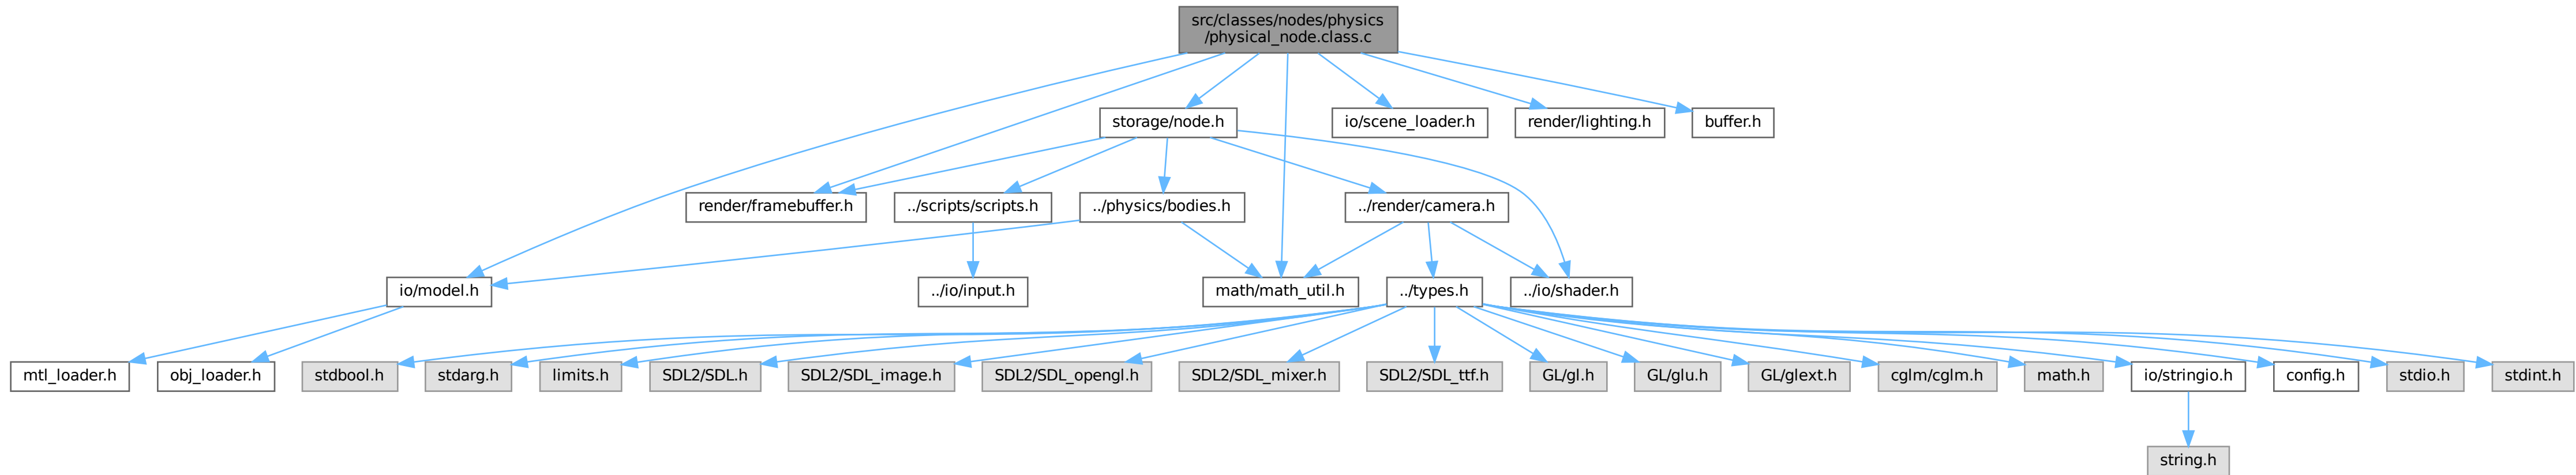 src/classes/nodes/physics
/physical_node.class.c
storage/node.h
io/scene_loader.h
render/lighting.h
buffer.h
render/framebuffer.h
../scripts/scripts.h
../physics/bodies.h
../render/camera.h
io/model.h
../io/input.h
math/math_util.h
../types.h
../io/shader.h
mtl_loader.h
obj_loader.h
stdbool.h
stdarg.h
limits.h
SDL2/SDL.h
SDL2/SDL_image.h
SDL2/SDL_opengl.h
SDL2/SDL_mixer.h
SDL2/SDL_ttf.h
GL/gl.h
GL/glu.h
GL/glext.h
cglm/cglm.h
math.h
io/stringio.h
config.h
stdio.h
stdint.h
string.h